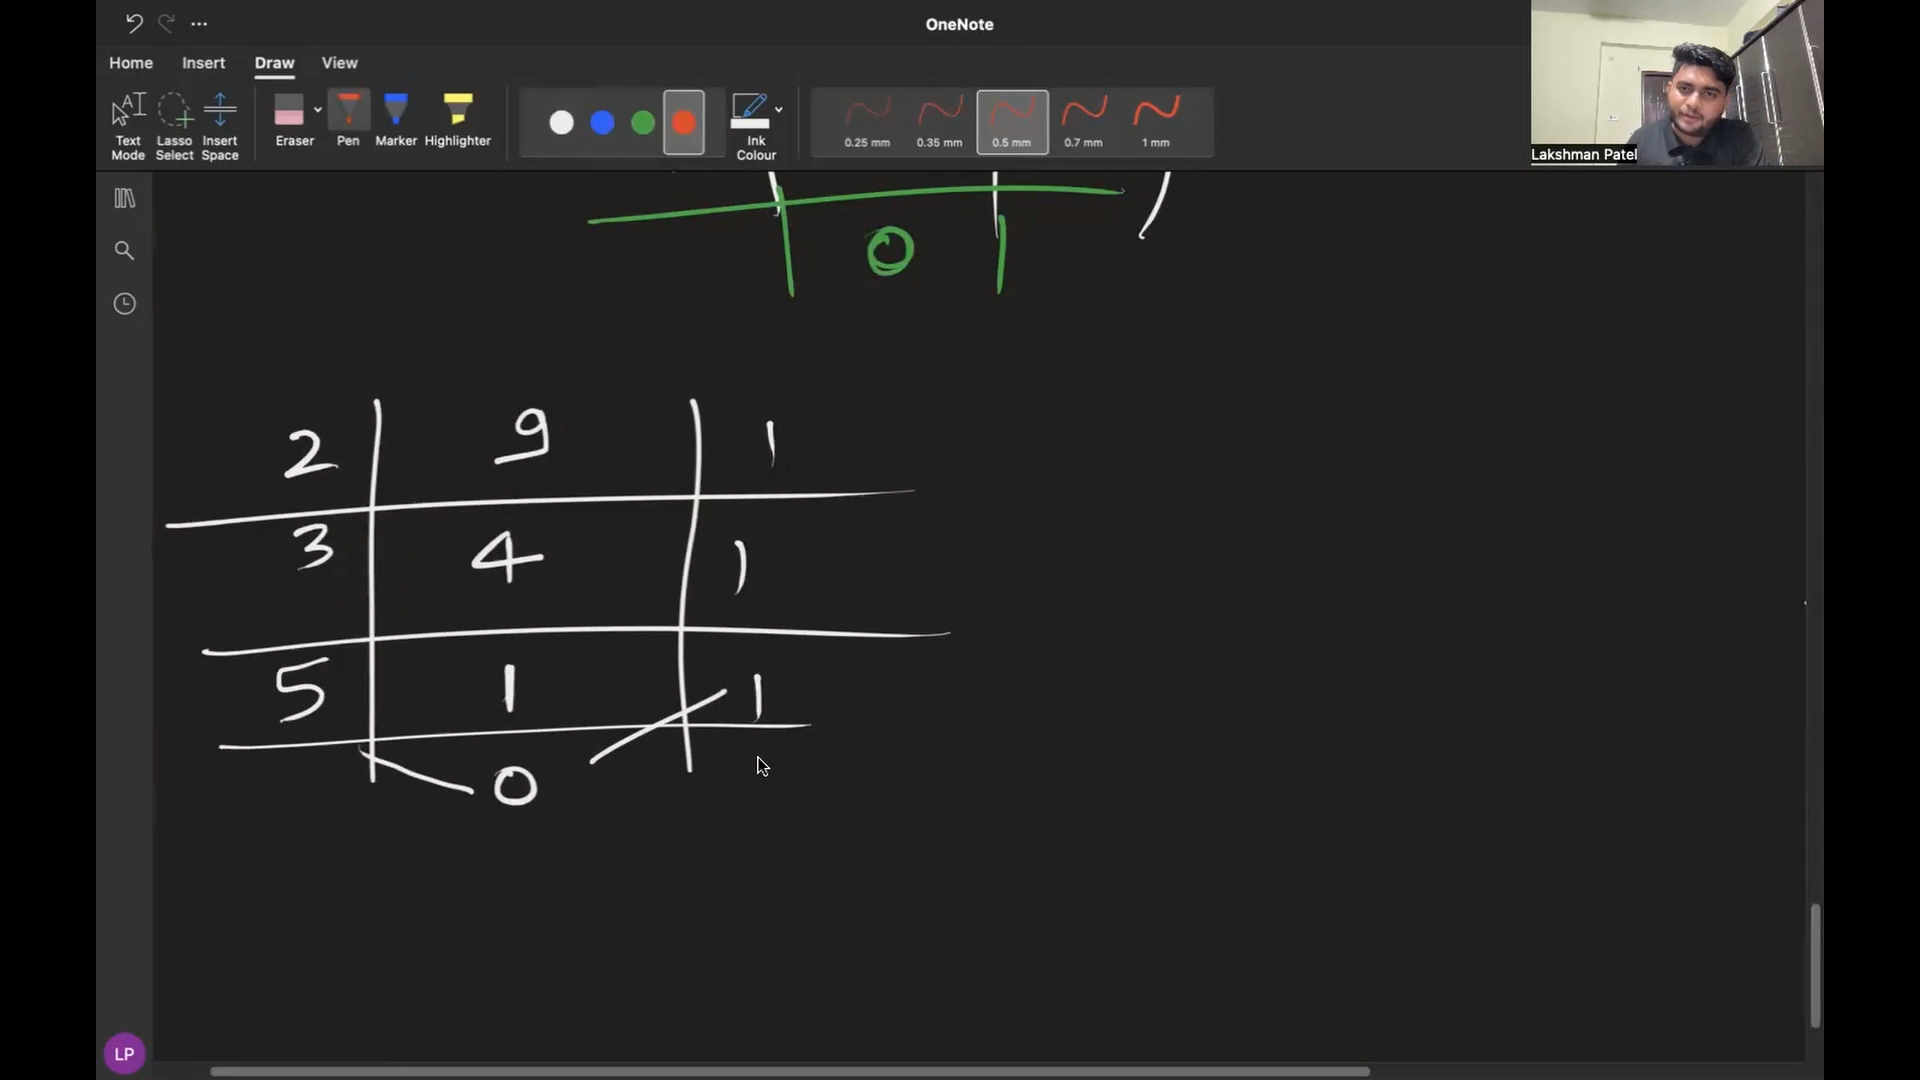 OneNote
Home Insert Draw View
Text Mode
Lasso Select
Insert Space
Eraser
Pen
Marker
Highlighter
Ink Colour
0.25 mm
0.35 mm
0.5 mm
0.7 mm
1 mm
Lakshman Patel
0
2 9 1
3 4 1
5 1 1
0
LP